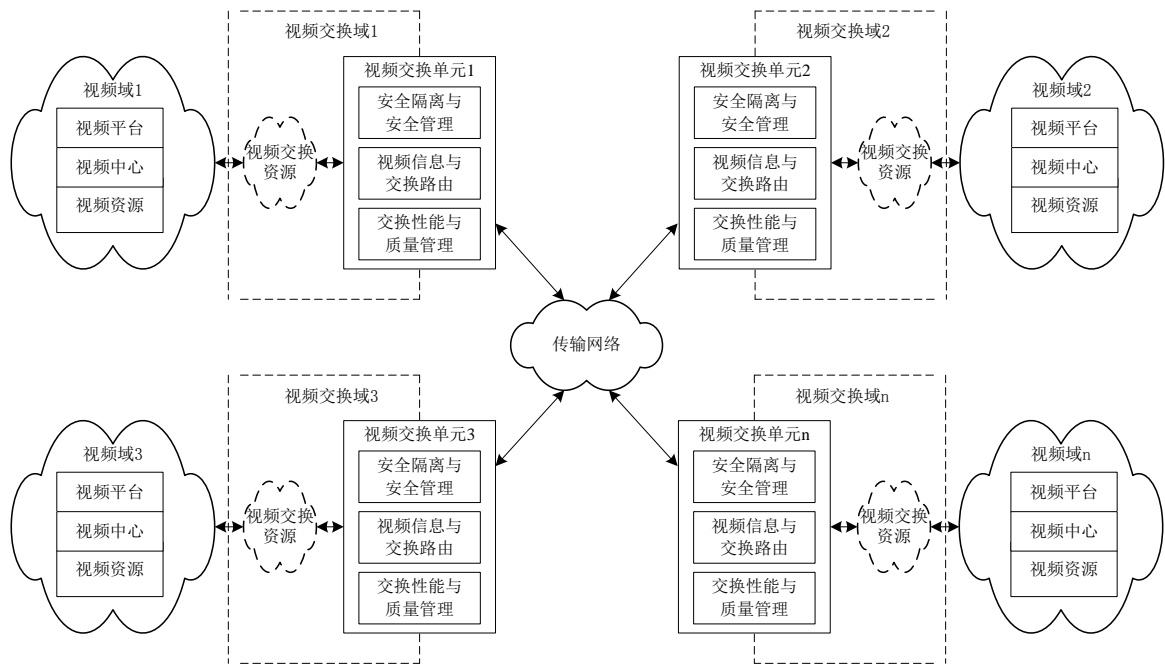 视频交换域1
视频域1
视频平台
视频中心
视频资源
视频交换
资源
视频交换单元1
安全隔离与
安全管理
视频信息与
交换路由
交换性能与
质量管理
视频交换域2
视频交换单元2
安全隔离与
安全管理
视频信息与
交换路由
交换性能与
质量管理
视频交换
资源
视频域2
视频平台
视频中心
视频资源
传输网络
视频交换域3
视频域3
视频平台
视频中心
视频资源
视频交换
资源
视频交换单元3
安全隔离与
安全管理
视频信息与
交换路由
交换性能与
质量管理
视频交换域n
视频交换单元n
安全隔离与
安全管理
视频信息与
交换路由
交换性能与
质量管理
视频交换
资源
视频域n
视频平台
视频中心
视频资源